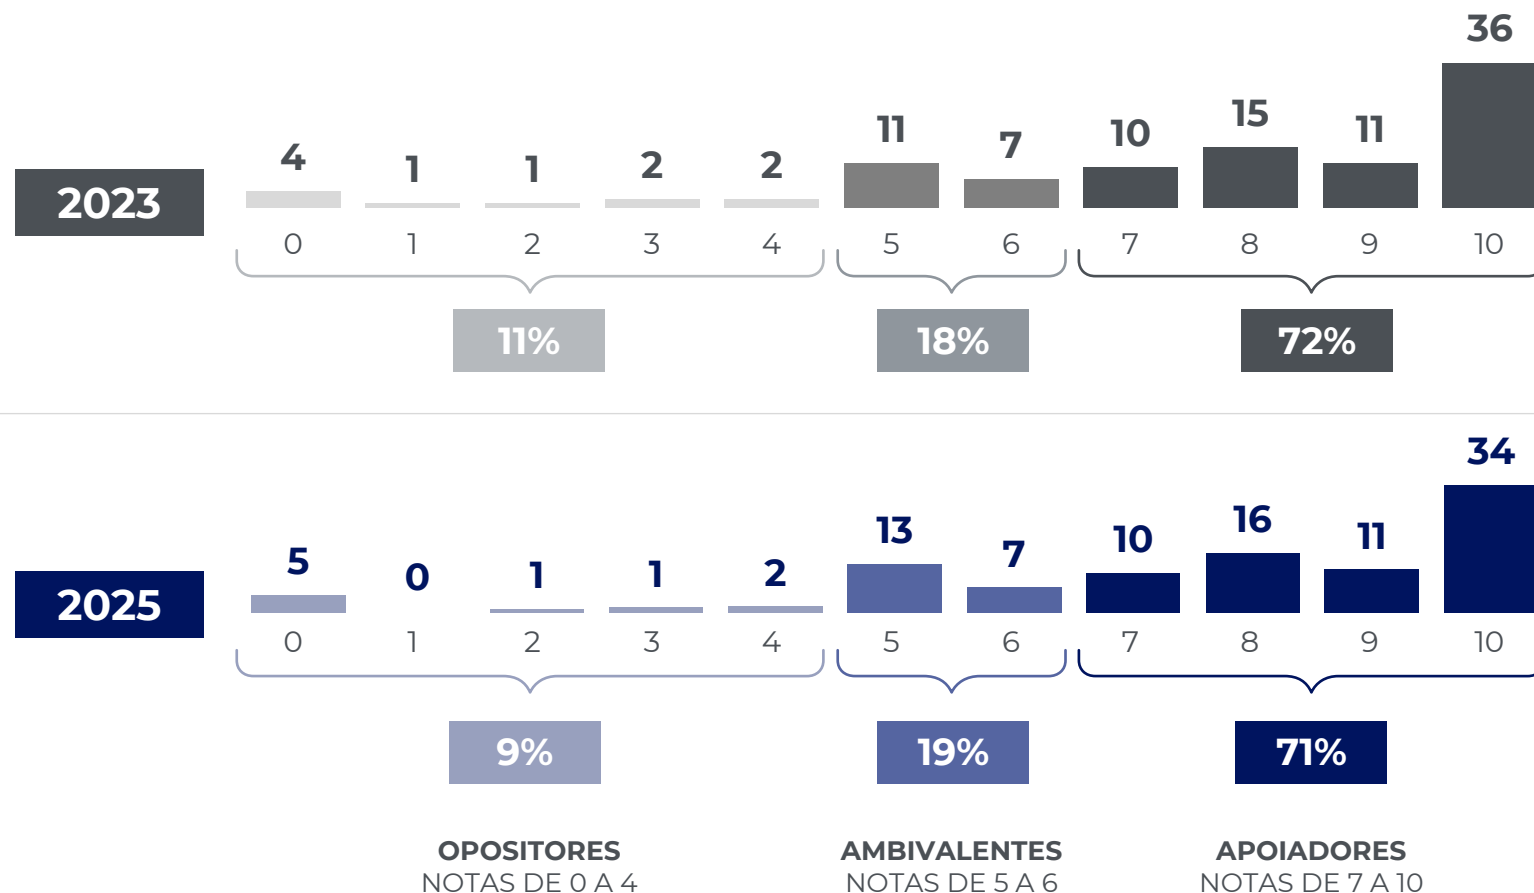 36
15
11
11
10
7
4
2
2
1
1
2023
0 1 2 3 4 5 6 7 8 9 10
11% 18% 72%
34
16
13
11
10
7
5
2
1
1
0
2025
0 1 2 3 4 5 6 7 8 9 10
9% 19% 71%
OPOSITORES
NOTAS DE 0 A 4
AMBIVALENTES
NOTAS DE 5 A 6
APOIADORES
NOTAS DE 7 A 10